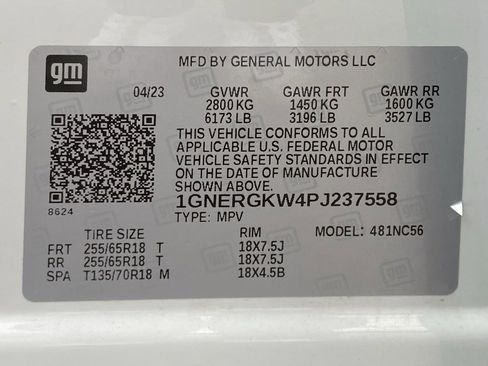 gm
MFD BY GENERAL MOTORS LLC
04/23 GVWR GAWR FRT GAWR RR
2800 KG 1450 KG 1600 KG
6173 LB 3196 LB 3527 LB
THIS VEHICLE CONFORMS TO ALL
APPLICABLE U.S. FEDERAL MOTOR
VEHICLE SAFETY STANDARDS IN EFFECT
ON THE DATE OF MANUFACTURE
SHOWN ABOVE.
8624
1GNERGKW4PJ237558
TYPE: MPV
TIRE SIZE RIM MODEL: 481NC56
FRT 255/65R18 T 18X7.5J
RR 255/65R18 T 18X7.5J
SPA T135/70R18 M 18X4.5B